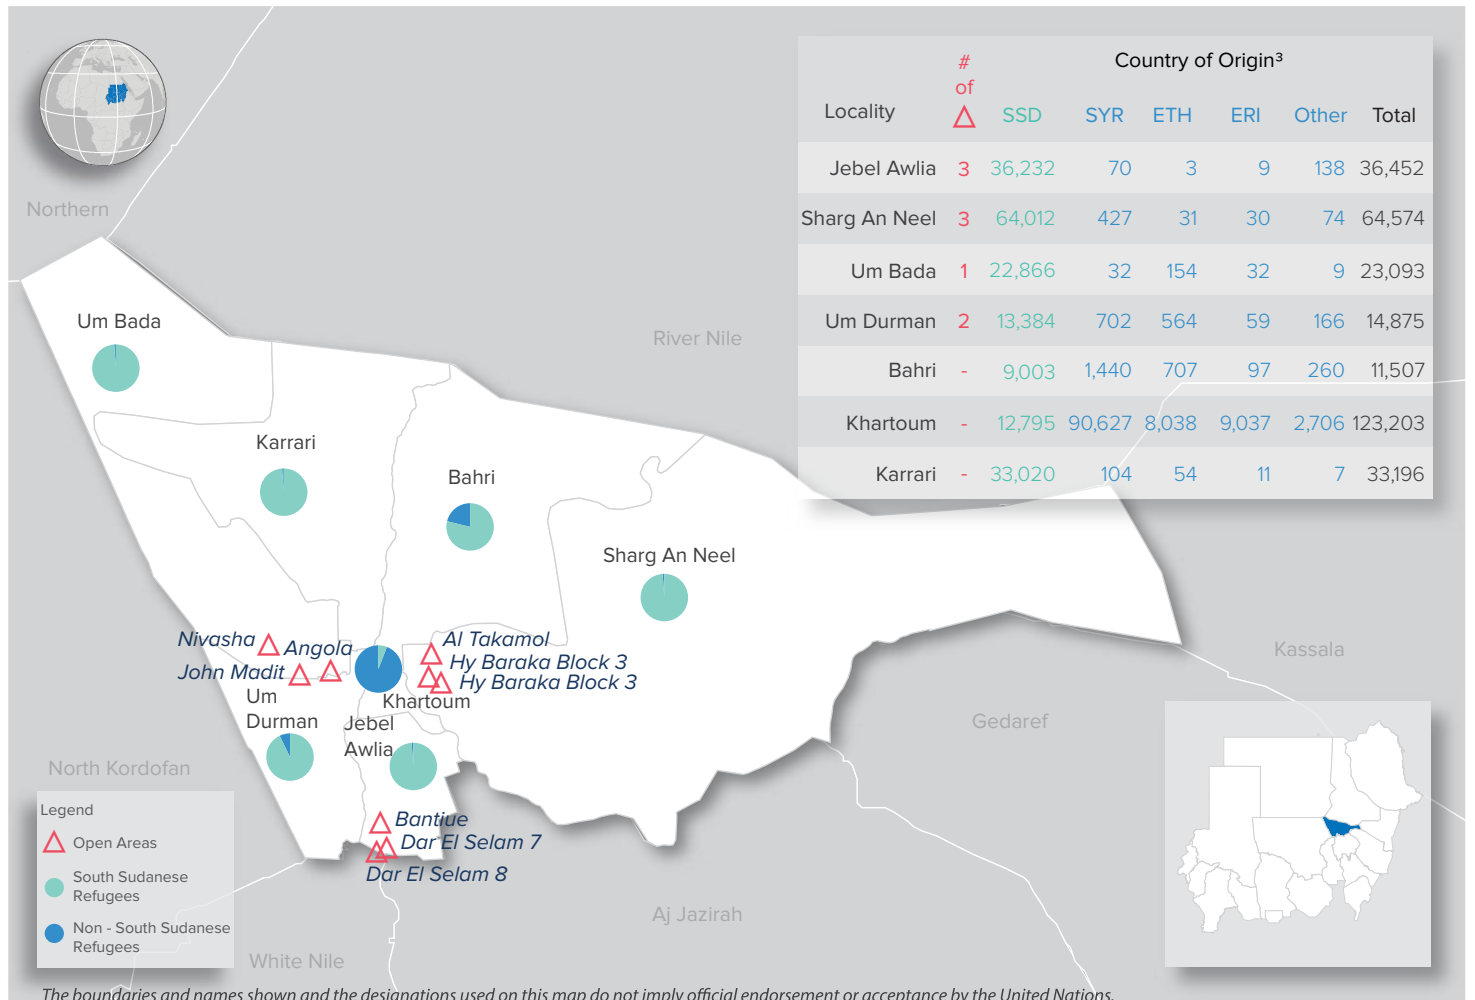 # of △
Country of Origin³
Locality SSD SYR ETH ERI Other Total
Jebel Awlia 3 36,232 70 3 9 138 36,452
Sharg An Neel 3 64,012 427 31 30 74 64,574
Um Bada 1 22,866 32 154 32 9 23,093
Um Durman 2 13,384 702 564 59 166 14,875
Bahri - 9,003 1,440 707 97 260 11,507
Khartoum - 12,795 90,627 8,038 9,037 2,706 123,203
Karrari - 33,020 104 54 11 7 33,196
Northern
Um Bada
River Nile
Karrari
Bahri
Sharg An Neel
Nivasha
Angola
John Madit
Al Takamol
Hy Baraka Block 3
Hy Baraka Block 3
Khartoum
Um
Durman
Jebel
Awlia
Kassala
Gedaref
North Kordofan
Bantiue
Dar El Selam 7
Dar El Selam 8
Aj Jazirah
White Nile
Legend
Open Areas
South Sudanese
Refugees
Non - South Sudanese
Refugees
The boundaries and names shown and the designations used on this map do not imply official endorsement or acceptance by the United Nations.